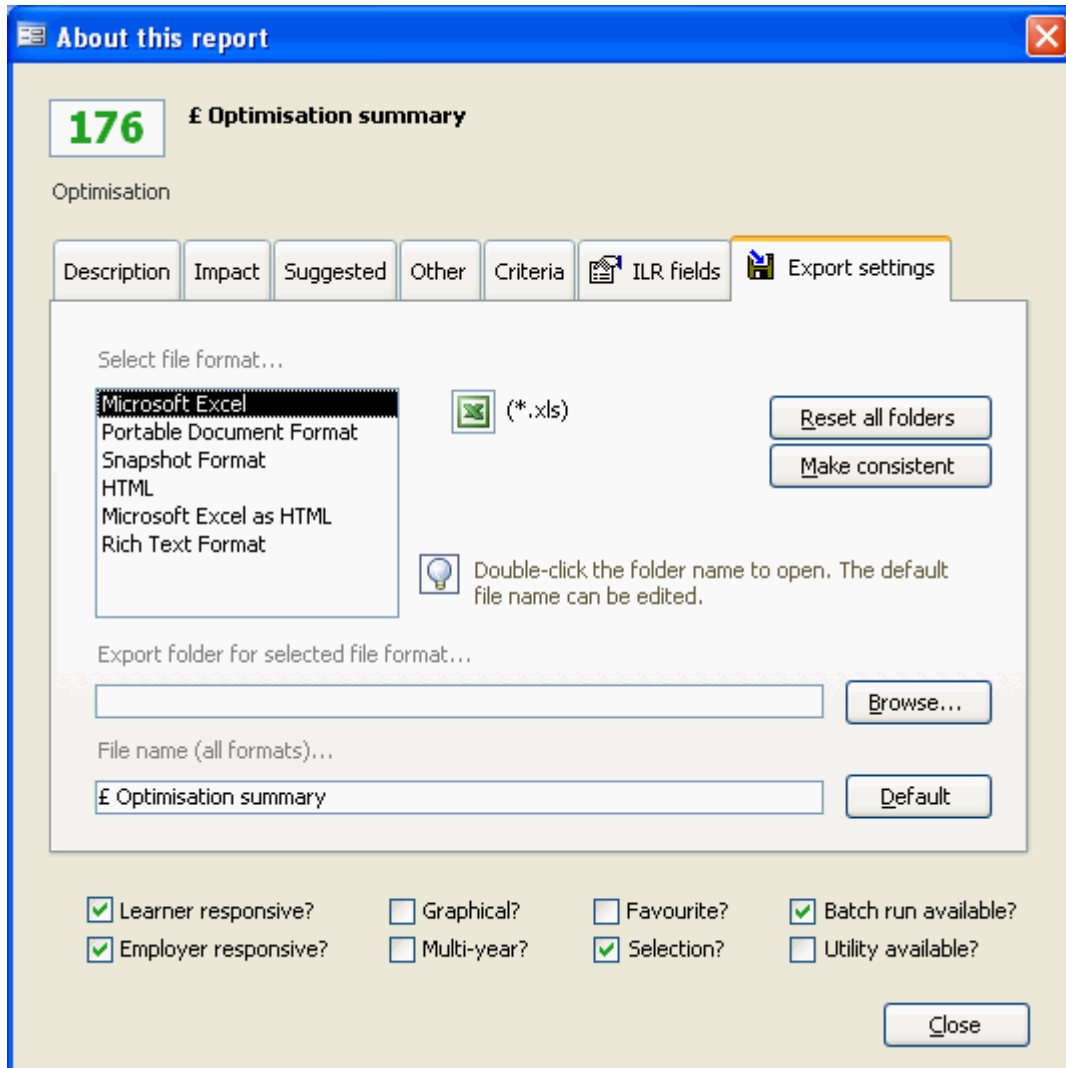 About this report
176
£ Optimisation summary
Optimisation
Description
Impact
Suggested
Other
Criteria
ILR fields
Export settings
Select file format...
Microsoft Excel
Portable Document Format
Snapshot Format
HTML
Microsoft Excel as HTML
Rich Text Format
(*.xls)
Reset all folders
Make consistent
Double-click the folder name to open. The default
file name can be edited.
Export folder for selected file format...
Browse...
File name (all formats)...
£ Optimisation summary
Default
Learner responsive?
Graphical?
Favourite?
Batch run available?
Employer responsive?
Multi-year?
Selection?
Utility available?
Close